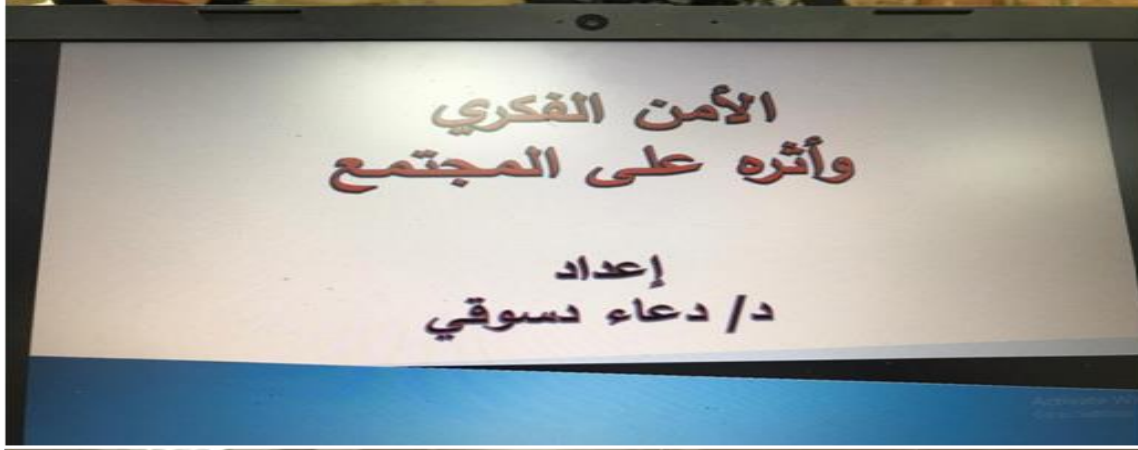 الأمن الفكري
وأثره على المجتمع
إعداد
د/ دعاء دسوقي